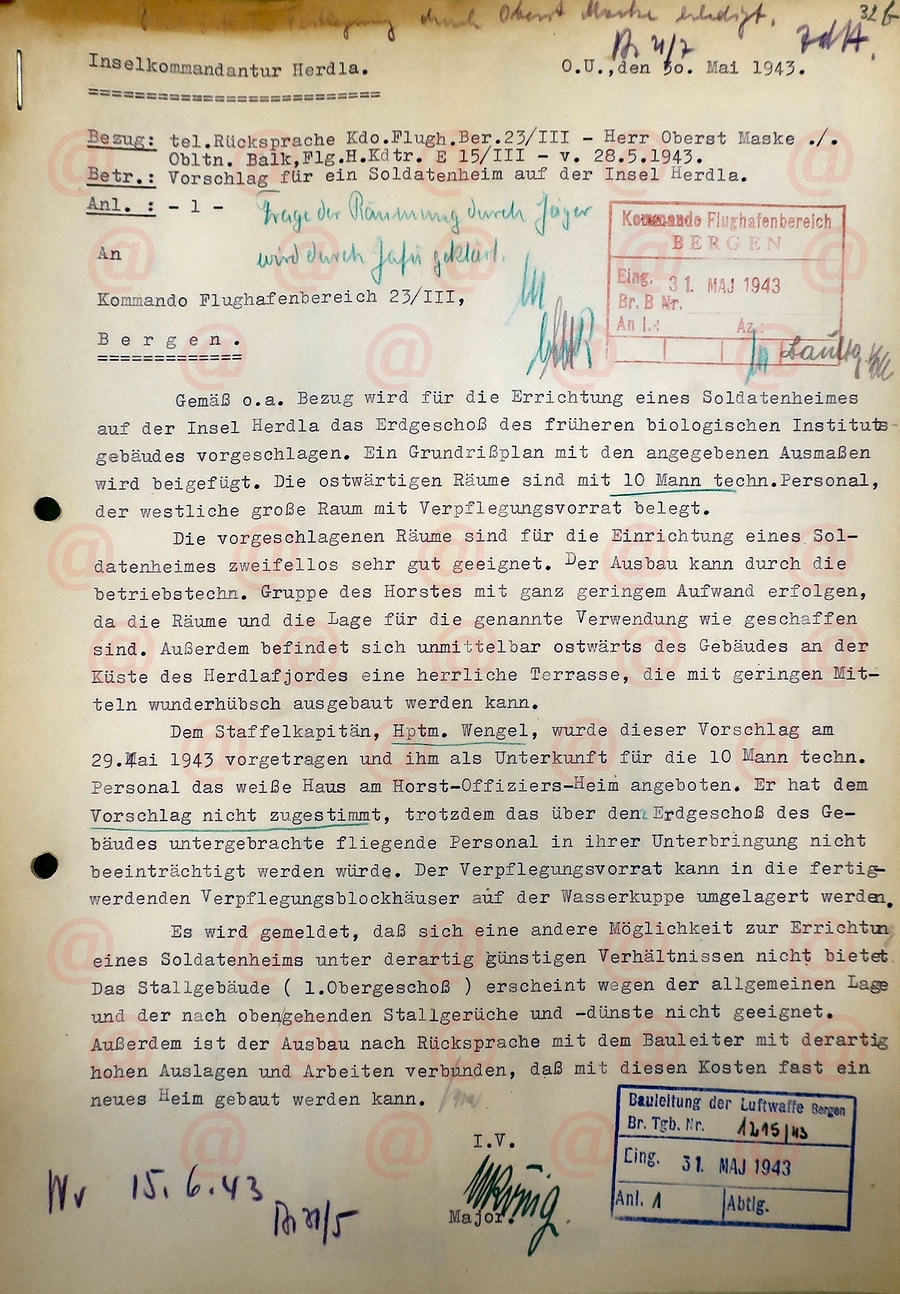 Verlegung durch Oberst Maske erledigt.
32b
ZdA.
Inselkommandantur Herdla.
O.U.,den 30. Mai 1943.
Bezug: tel.Rücksprache Kdo.Flugh.Ber.23/III - Herr Oberst Maske ./.
Obltn. Balk,Flg.H.Kdtr. E 15/III - v. 28.5.1943.
Betr.: Vorschlag für ein Soldatenheim auf der Insel Herdla.
Anl. : - 1 -
Frage der Räumung durch Jäger
wird durch Jafü geklärt.
An
Kommando Flughafenbereich 23/III,
B e r g e n .
Kommando Flughafenbereich
BERGEN
Eing. 31. MAJ 1943
Br. B Nr.
Anl.: Az.:
Gemäß o.a. Bezug wird für die Errichtung eines Soldatenheimes
auf der Insel Herdla das Erdgeschoß des früheren biologischen Instituts-
gebäudes vorgeschlagen. Ein Grundrißplan mit den angegebenen Ausmaßen
wird beigefügt. Die ostwärtigen Räume sind mit 10 Mann techn.Personal,
der westliche große Raum mit Verpflegungsvorrat belegt.
Die vorgeschlagenen Räume sind für die Einrichtung eines Sol-
datenheimes zweifellos sehr gut geeignet. Der Ausbau kann durch die
betriebstechn. Gruppe des Horstes mit ganz geringem Aufwand erfolgen,
da die Räume und die Lage für die genannte Verwendung wie geschaffen
sind. Außerdem befindet sich unmittelbar ostwärts des Gebäudes an der
Küste des Herdlafjordes eine herrliche Terrasse, die mit geringen Mit-
teln wunderhübsch ausgebaut werden kann.
Dem Staffelkapitän, Hptm. Wengel, wurde dieser Vorschlag am
29.Mai 1943 vorgetragen und ihm als Unterkunft für die 10 Mann techn.
Personal das weiße Haus am Horst-Offiziers-Heim angeboten. Er hat dem
Vorschlag nicht zugestimmt, trotzdem das über dem Erdgeschoß des Ge-
bäudes untergebrachte fliegende Personal in ihrer Unterbringung nicht
beeinträchtigt werden würde. Der Verpflegungsvorrat kann in die fertig-
werdenden Verpflegungsblockhäuser auf der Wasserkuppe umgelagert werden.
Es wird gemeldet, daß sich eine andere Möglichkeit zur Errichtun
eines Soldatenheims unter derartig günstigen Verhältnissen nicht bietet
Das Stallgebäude ( 1.Obergeschoß ) erscheint wegen der allgemeinen Lage
und der nach obengehenden Stallgerüche und -dünste nicht geeignet.
Außerdem ist der Ausbau nach Rücksprache mit dem Bauleiter mit derartig
hohen Auslagen und Arbeiten verbunden, daß mit diesen Kosten fast ein
neues Heim gebaut werden kann.
I.V.
Major.
Bauleitung der Luftwaffe Bergen
Br. Tgb. Nr. 1215/43
Eing. 31. MAJ 1943
Anl. 1 Abtlg.
Wv 15.6.43